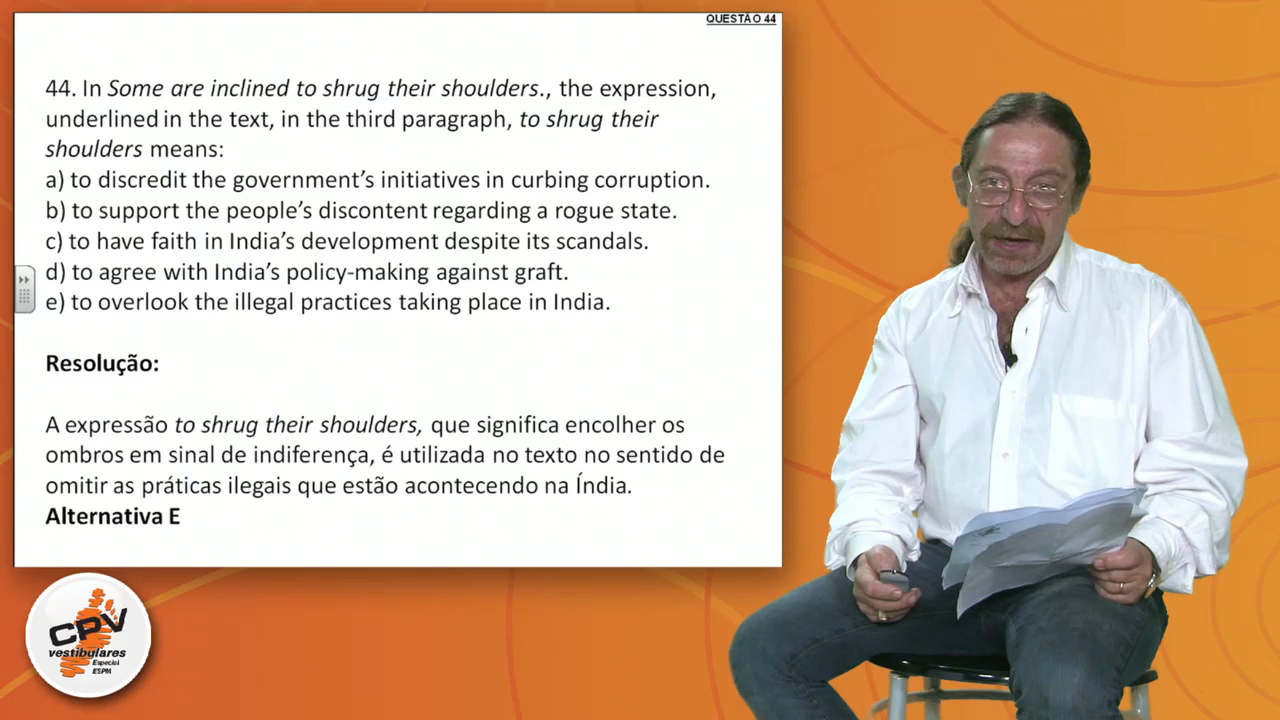 QUESTÃO 44
44. In Some are inclined to shrug their shoulders., the expression,
underlined in the text, in the third paragraph, to shrug their
shoulders means:
a) to discredit the government's initiatives in curbing corruption.
b) to support the people's discontent regarding a rogue state.
c) to have faith in India's development despite its scandals.
d) to agree with India's policy-making against graft.
e) to overlook the illegal practices taking place in India.
Resolução:
A expressão to shrug their shoulders, que significa encolher os
ombros em sinal de indiferença, é utilizada no texto no sentido de
omitir as práticas ilegais que estão acontecendo na Índia.
Alternativa E
CPV
vestibulares
Especial
ESPM